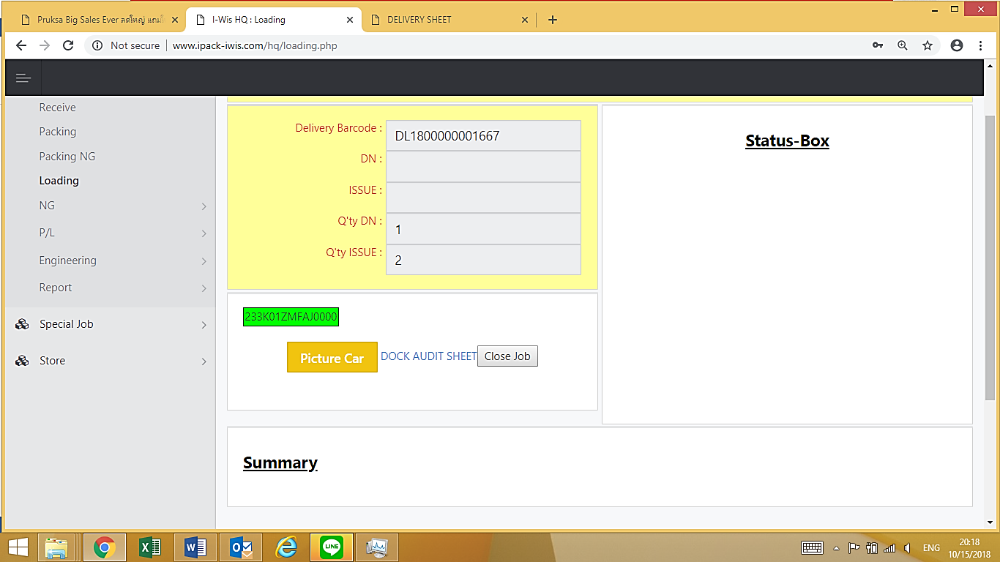 Pruksa Big Sales Ever ลดใหญ่ แถมใ
I-Wis HQ : Loading
DELIVERY SHEET
Not secure
www.ipack-iwis.com/hq/loading.php
Receive
Packing
Packing NG
Loading
NG
P/L
Engineering
Report
Special Job
Store
Delivery Barcode :
DL1800000001667
DN :
ISSUE :
Q'ty DN :
1
Q'ty ISSUE :
2
233K01ZMFAJ0000
Picture Car
DOCK AUDIT SHEET
Close Job
Status-Box
Summary
LINE
ENG
20:18
10/15/2018